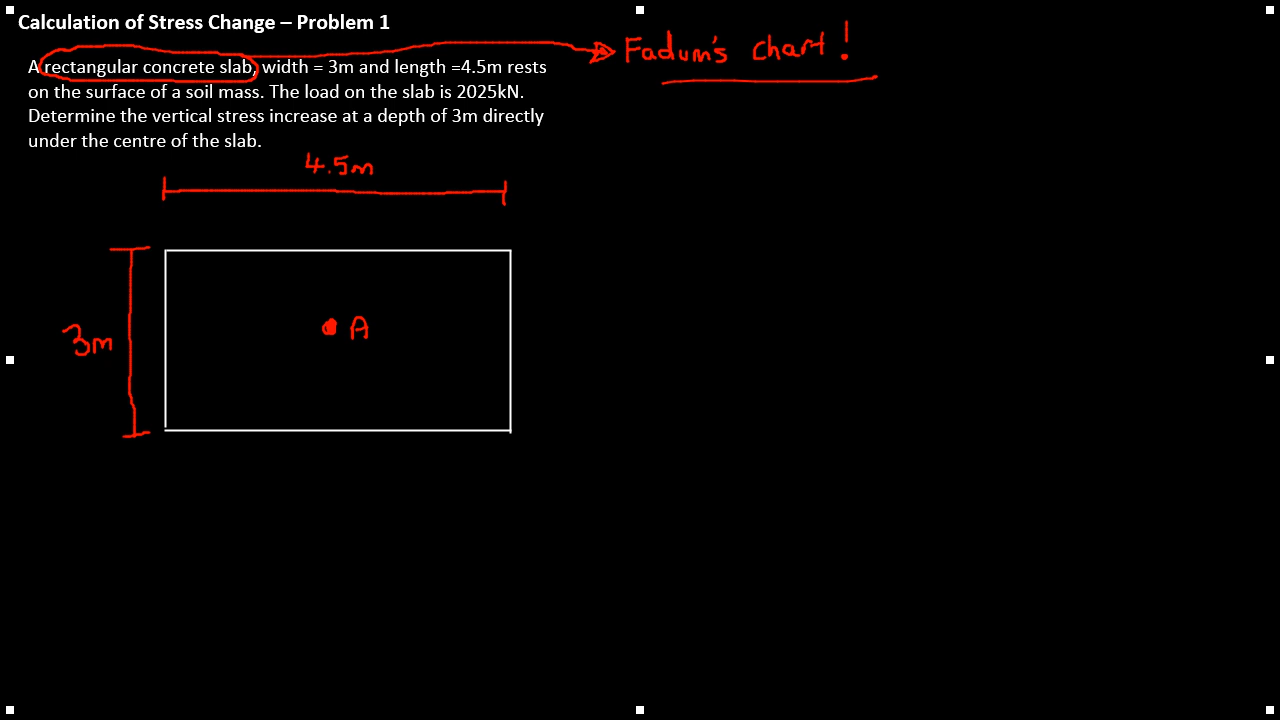 Calculation of Stress Change – Problem 1
A rectangular concrete slab, width = 3m and length =4.5m rests
on the surface of a soil mass. The load on the slab is 2025kN.
Determine the vertical stress increase at a depth of 3m directly
under the centre of the slab.
Fadum's chart!
4.5m
3m
A